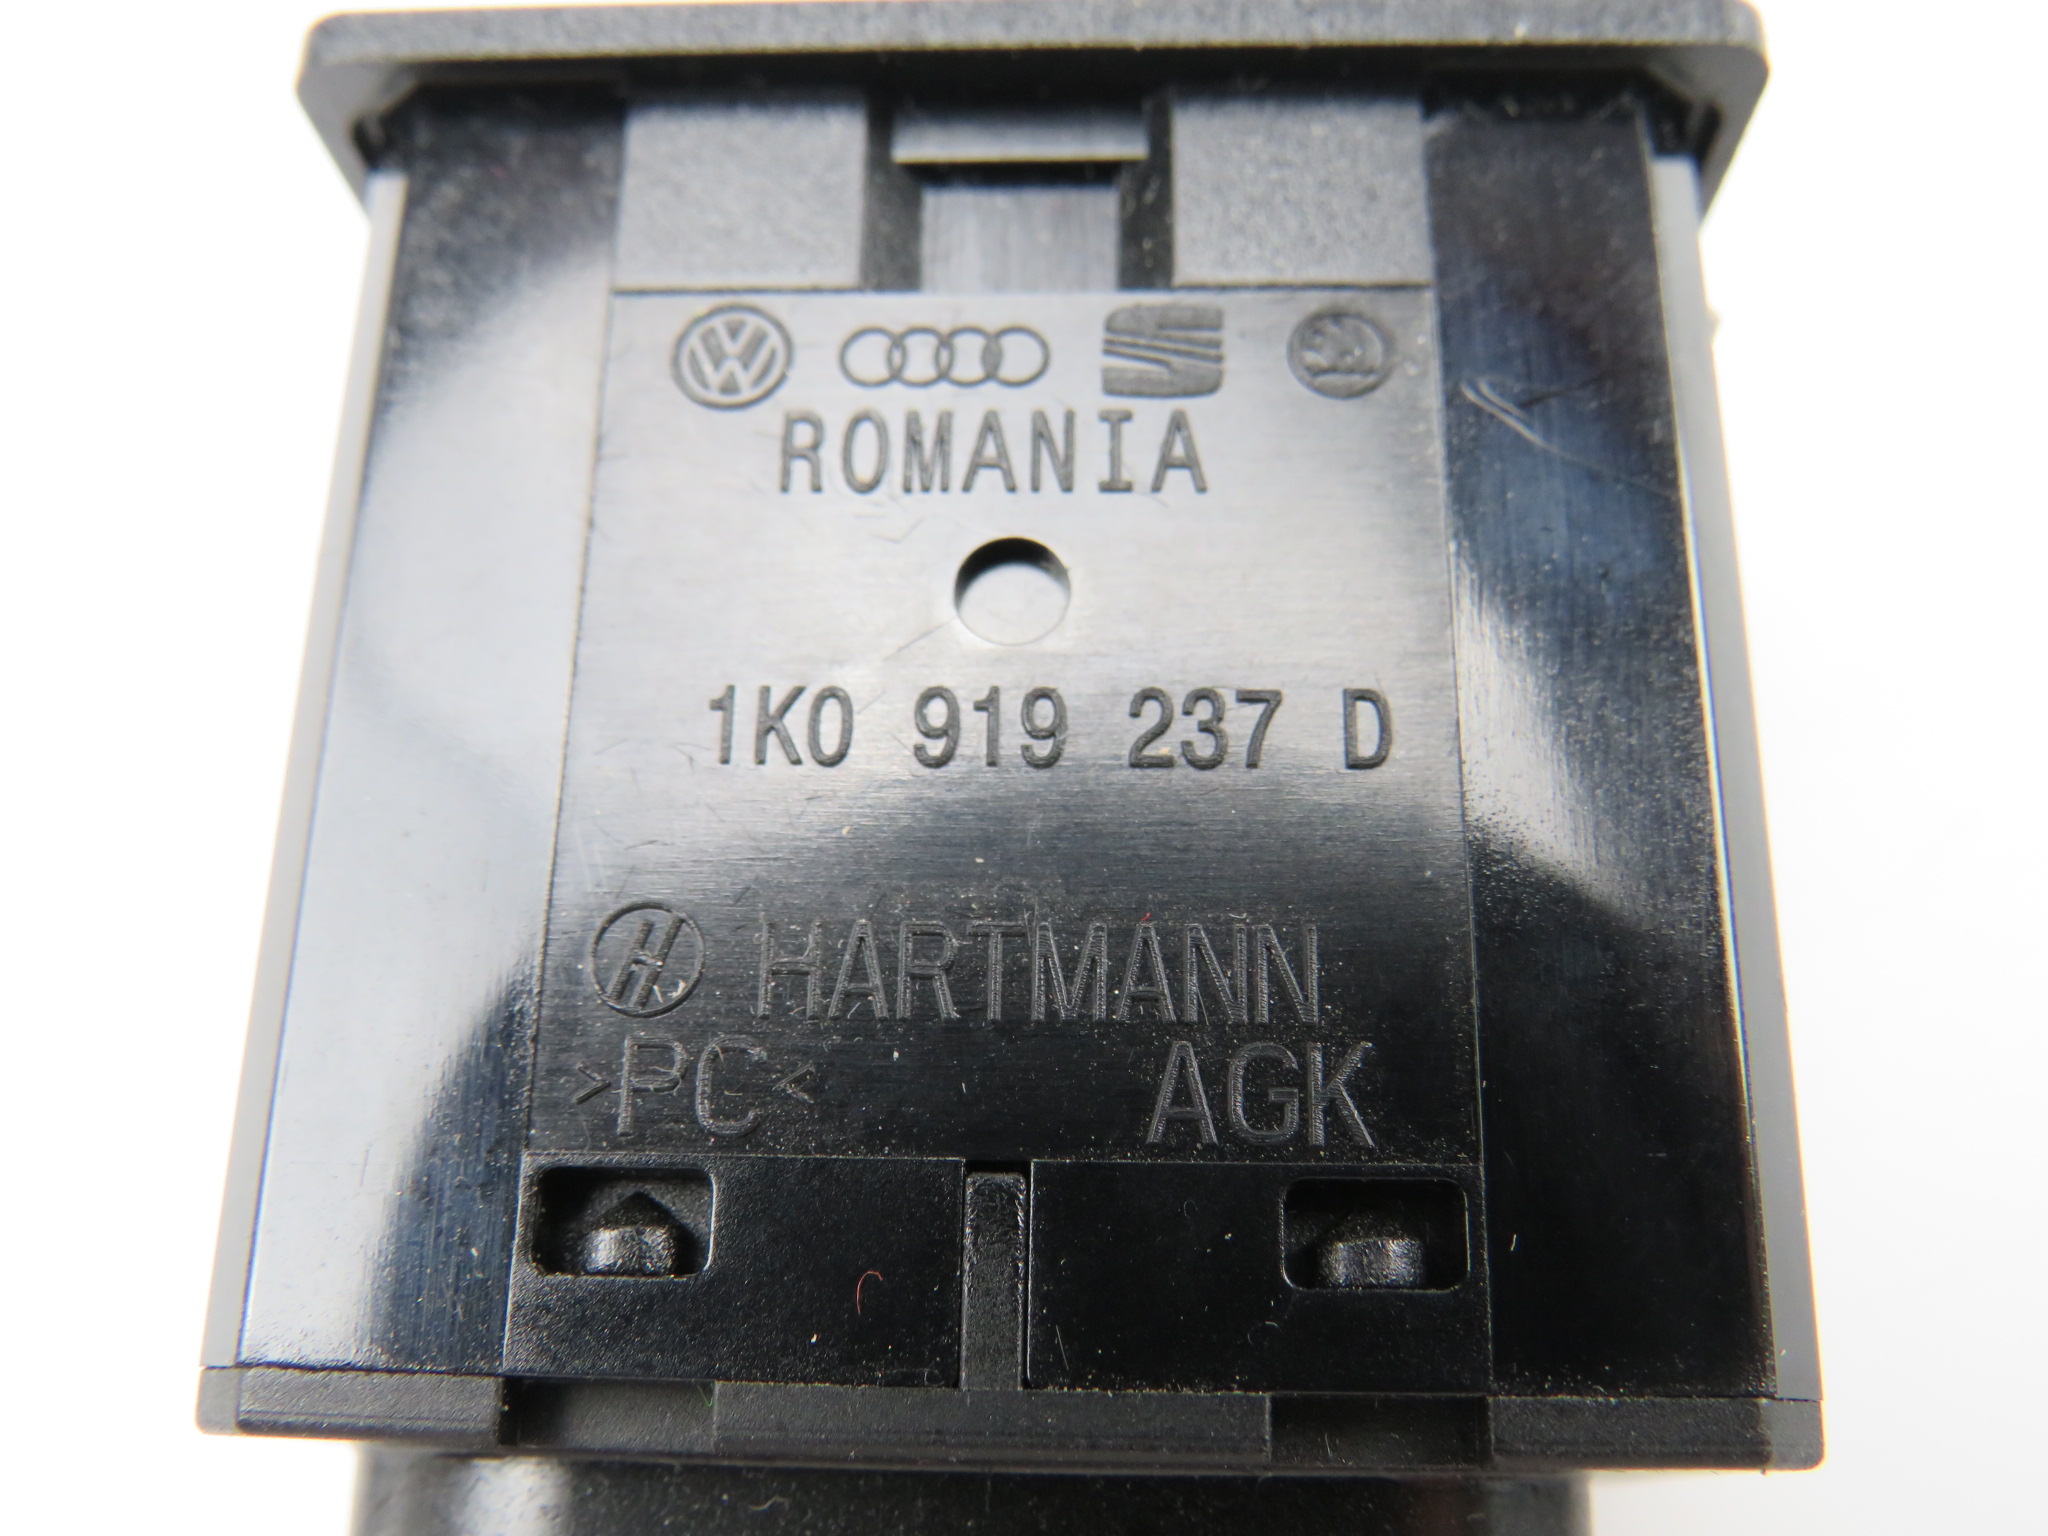 ROMANIA
1K0 919 237 D
HARTMANN
>PC< AGK